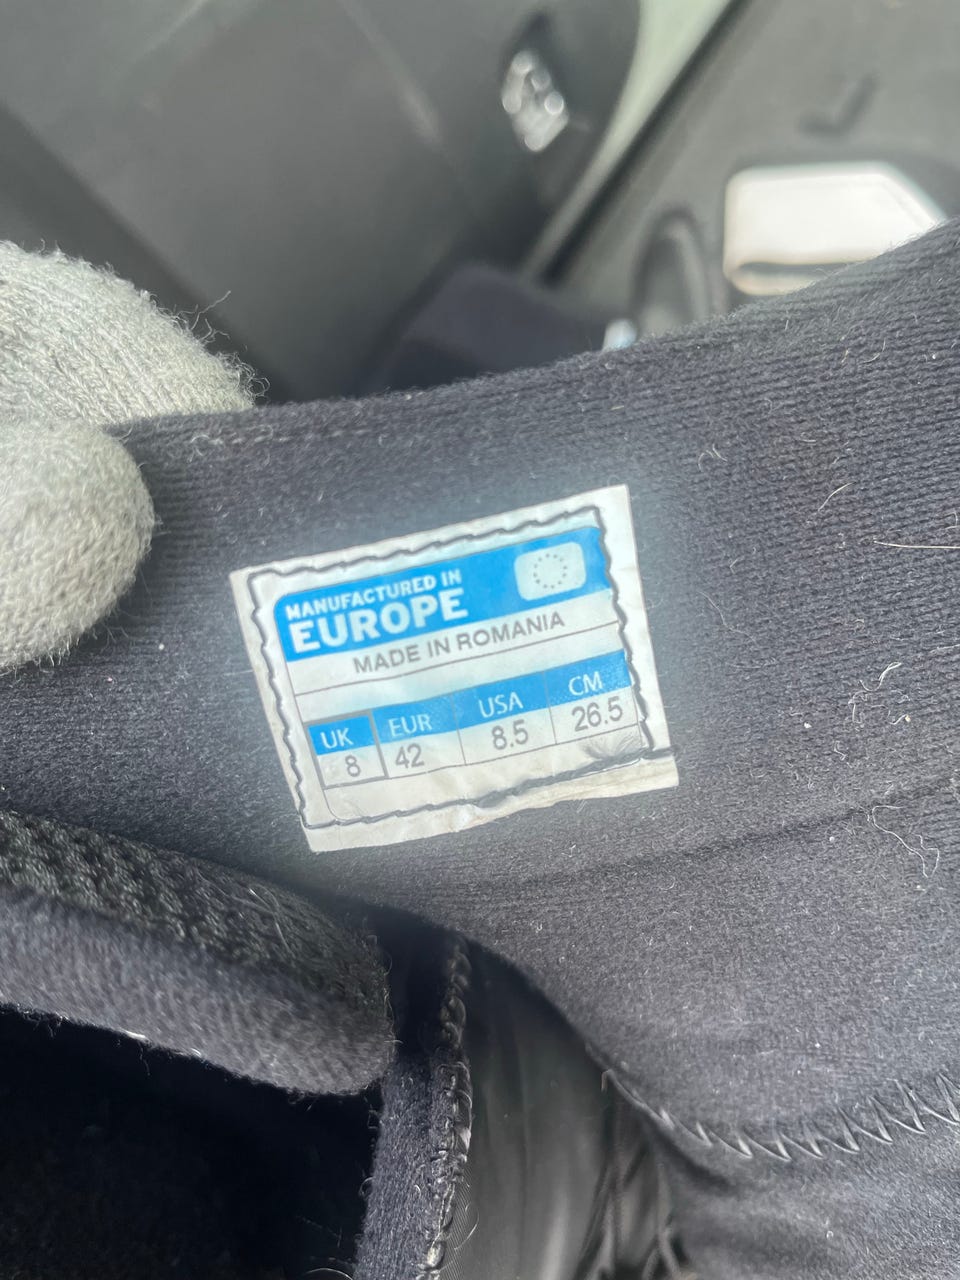 MANUFACTURED IN
EUROPE
MADE IN ROMANIA
UK EUR USA CM
8 42 8.5 26.5